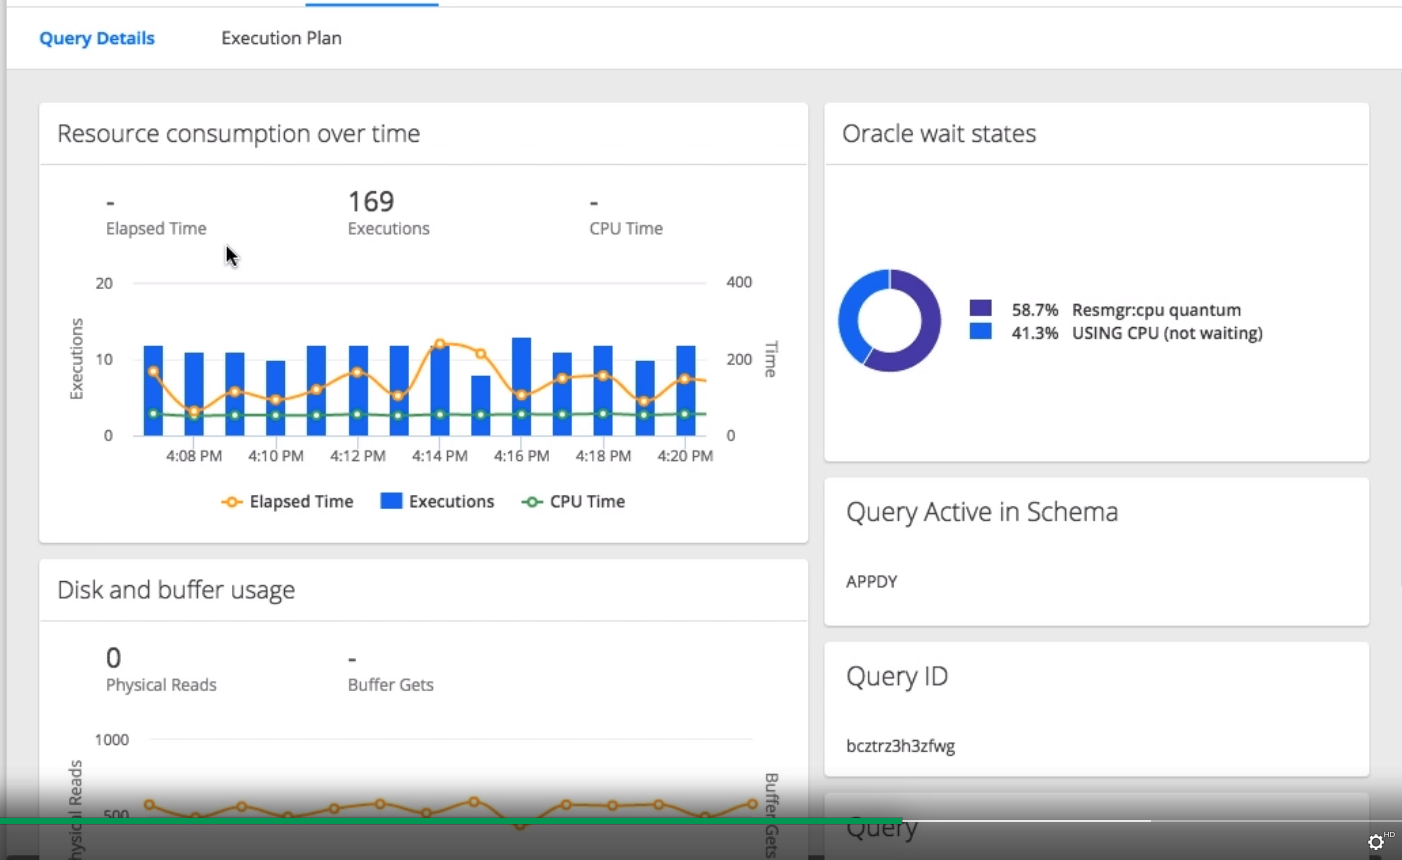 Query Details Execution Plan
Resource consumption over time
-
Elapsed Time
169
Executions
-
CPU Time
20
10
0
Executions
400
200
0
Time
4:08 PM 4:10 PM 4:12 PM 4:14 PM 4:16 PM 4:18 PM 4:20 PM
Elapsed Time Executions CPU Time
Disk and buffer usage
0
Physical Reads
-
Buffer Gets
1000
500
Buffer Gets
Oracle wait states
58.7% Resmgr:cpu quantum
41.3% USING CPU (not waiting)
Query Active in Schema
APPDY
Query ID
bcztrz3h3zfwg
Query
HD